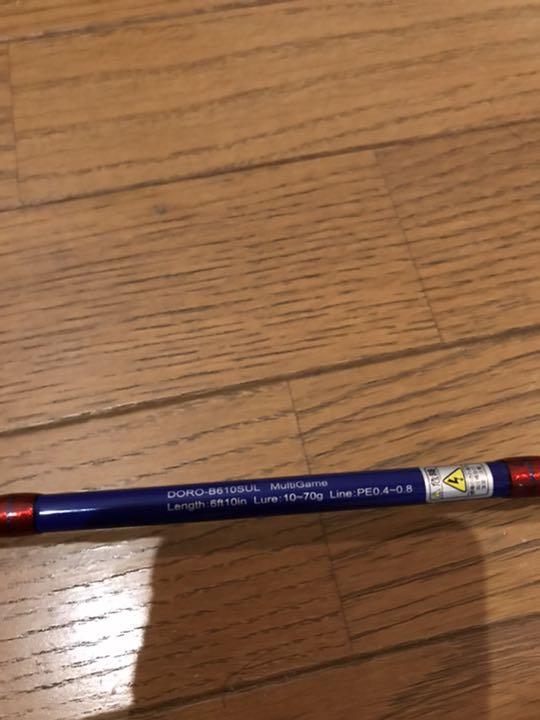 DORO-B610SUL MultiGame
Length:6ft10in Lure:10~70g Line:PE0.4~0.8